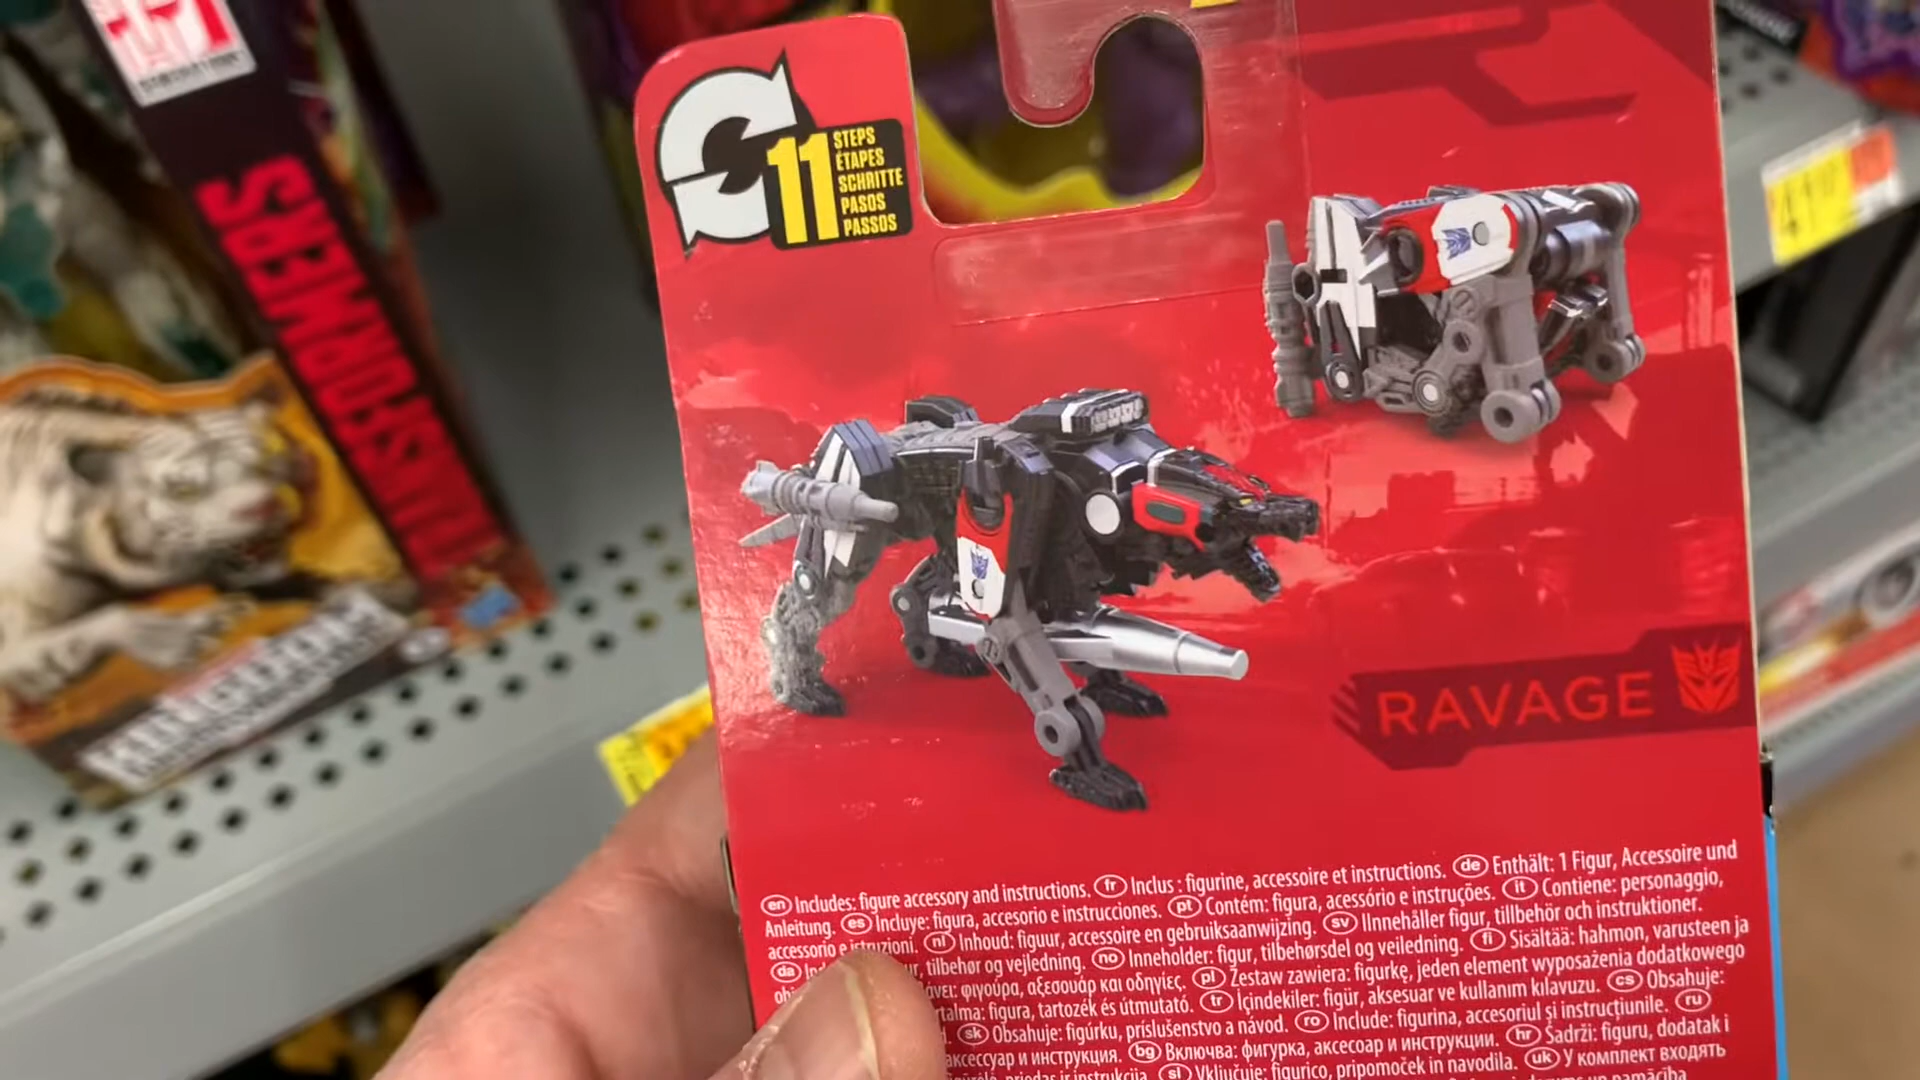 TRANSFORMERS
KINGDOM
11
STEPS
ÉTAPES
SCHRITTE
PASOS
PASSOS
RAVAGE
en Includes: figure accessory and instructions. fr Inclus : figurine, accessoire et instructions. de Enthält: 1 Figur, Accessoire und
Anleitung. es Incluye: figura, accesorio e instrucciones. pt Contém: figura, acessório e instruções. it Contiene: personaggio,
accessorio e istruzioni. nl Inhoud: figuur, accessoire en gebruiksaanwijzing. sv Iinnehåller figur, tillbehör och instruktioner.
da tilbehør og vejledning. no Inneholder: figur, tilbehørsdel og veiledning. fi Sisältää: hahmon, varusteen ja
φιγούρα, αξεσουάρ και οδηγίες. pl Zestaw zawiera: figurkę, jeden element wyposażenia dodatkowego
figura, tartozék és útmutató. tr İçindekiler: figür, aksesuar ve kullanım kılavuzu. cs Obsahuje:
sk Obsahuje: figúrku, príslušenstvo a návod. ro Include: figurina, accesoriul și instrucțiunile. ru
аксессуар и инструкция. bg Включва: фигурка, аксесоар и инструкции. hr Sadrži: figuru, dodatak i
instrukcija. sl Vključuje: figurico, pripomoček in navodila. uk У комплект входять